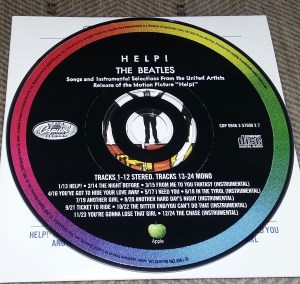 HELP!
THE BEATLES
Songs and Instrumental Selections From the United Artists
Release of the Motion Picture "Help!"
Capitol
TRACKS 1-12 STEREO. TRACKS 13-24 MONO
1/13 HELP! • 2/14 THE NIGHT BEFORE • 3/15 FROM ME TO YOU FANTASY (INSTRUMENTAL)
4/16 YOU'VE GOT TO HIDE YOUR LOVE AWAY • 5/17 I NEED YOU • 6/18 IN THE TYROL (INSTRUMENTAL)
7/19 ANOTHER GIRL • 8/20 ANOTHER HARD DAY'S NIGHT (INSTRUMENTAL)
9/21 TICKET TO RIDE • 10/22 THE BITTER END/YOU CAN'T DO THAT (INSTRUMENTAL)
11/23 YOU'RE GONNA LOSE THAT GIRL • 12/24 THE CHASE (INSTRUMENTAL)
Apple
HELP!
YOU